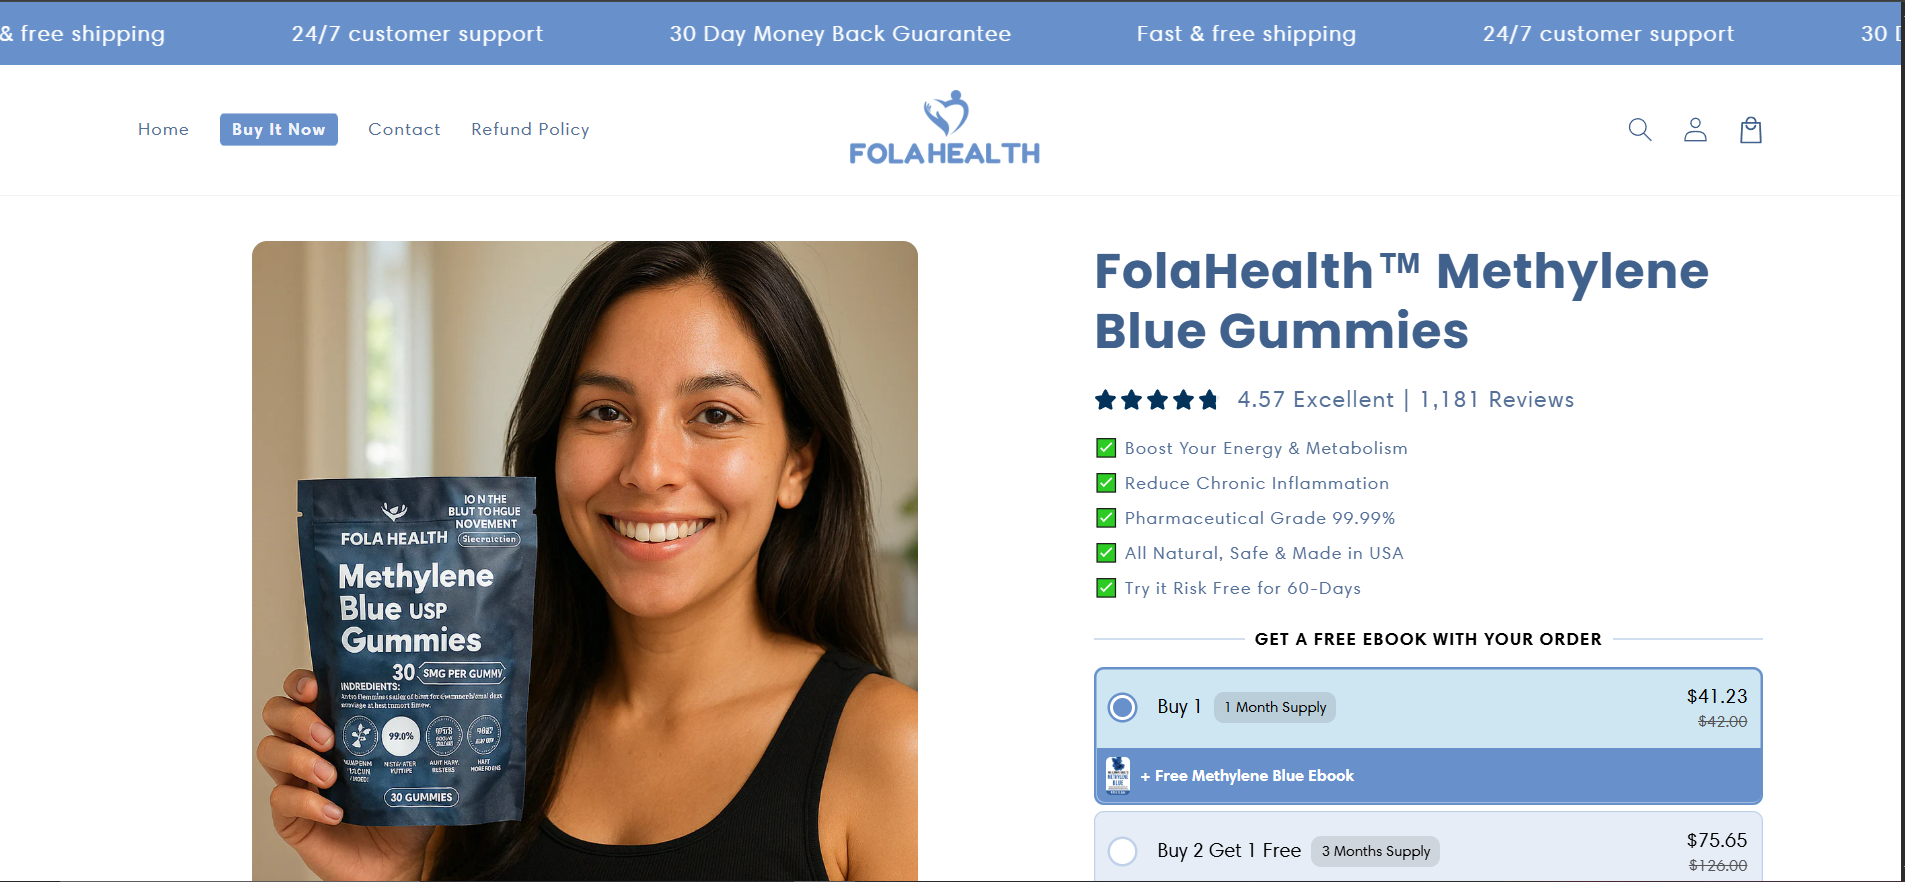 & free shipping
24/7 customer support
30 Day Money Back Guarantee
Fast & free shipping
24/7 customer support
30
Home
Buy It Now
Contact
Refund Policy
FOLAHEALTH
FolaHealth™ Methylene
Blue Gummies
4.57 Excellent | 1,181 Reviews
Boost Your Energy & Metabolism
Reduce Chronic Inflammation
Pharmaceutical Grade 99.99%
All Natural, Safe & Made in USA
Try it Risk Free for 60-Days
GET A FREE EBOOK WITH YOUR ORDER
Buy 1
1 Month Supply
$41.23
$42.00
METHYLENE
BLUE
+ Free Methylene Blue Ebook
Buy 2 Get 1 Free
3 Months Supply
$75.65
$126.00
IO N THE
BLUT TO HGUE
NOVEMENT
FOLA HEALTH
Methylene
Blue USP
Gummies
30 SMG PER GUMMY
INDREDIENTS:
99.0%
30 GUMMIES